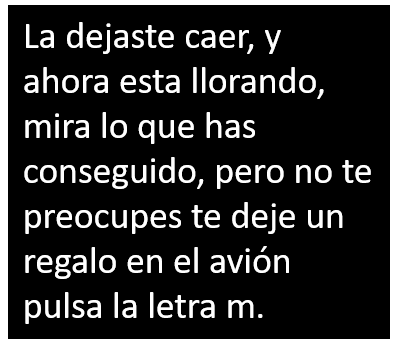 La dejaste caer, y
ahora esta llorando,
mira lo que has
conseguido, pero no te
preocupes te deje un
regalo en el avión
pulsa la letra m.